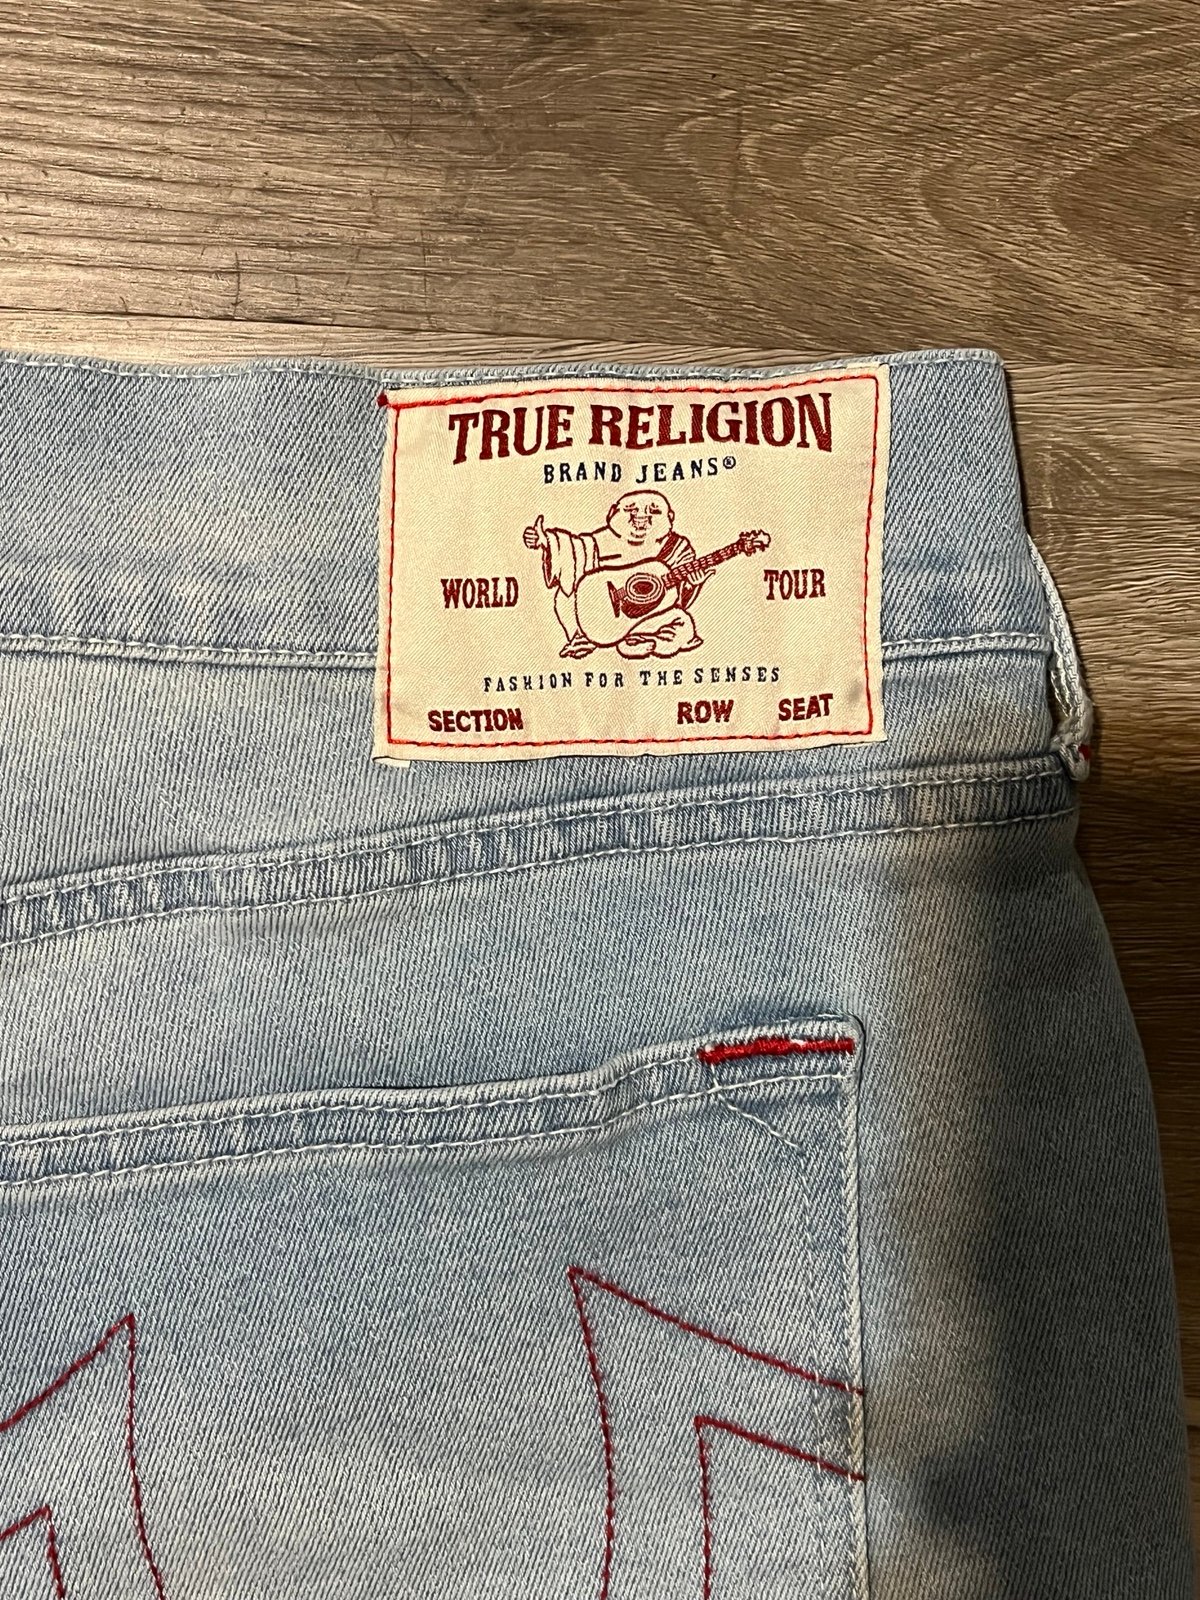 TRUE RELIGION
BRAND JEANS®
WORLD TOUR
FASHION FOR THE SENSES
SECTION ROW SEAT